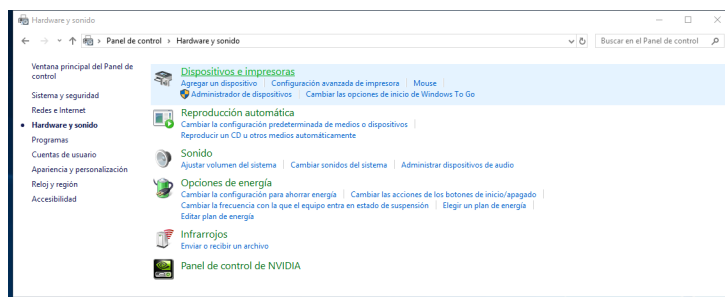 Hardware y sonido
Panel de control > Hardware y sonido
Buscar en el Panel de control
Ventana principal del Panel de
control
Sistema y seguridad
Redes e Internet
Hardware y sonido
Programas
Cuentas de usuario
Apariencia y personalización
Reloj y región
Accesibilidad
Dispositivos e impresoras
Agregar un dispositivo | Configuración avanzada de impresora | Mouse
Administrador de dispositivos | Cambiar las opciones de inicio de Windows To Go
Reproducción automática
Cambiar la configuración predeterminada de medios o dispositivos
Reproducir un CD u otros medios automáticamente
Sonido
Ajustar volumen del sistema | Cambiar sonidos del sistema | Administrar dispositivos de audio
Opciones de energía
Cambiar la configuración para ahorrar energía | Cambiar las acciones de los botones de inicio/apagado
Cambiar la frecuencia con la que el equipo entra en estado de suspensión | Elegir un plan de energía
Editar plan de energía
Infrarrojos
Enviar o recibir un archivo
Panel de control de NVIDIA